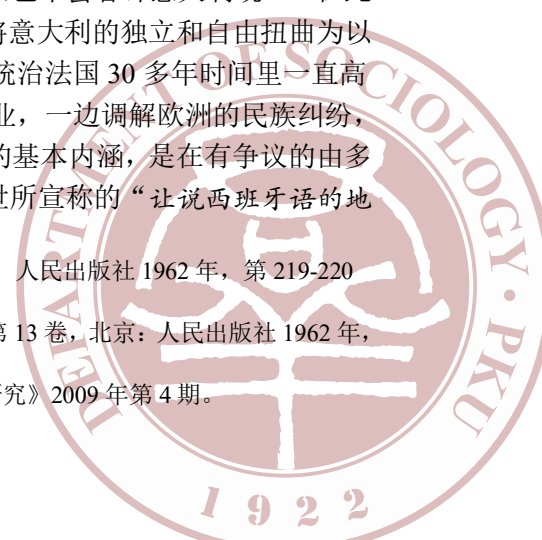 将意大利的独立和自由扭曲为以
统治法国 30 多年时间里一直高
业，一边调解欧洲的民族纠纷，
的基本内涵，是在有争议的由多
世所宣称的“让说西班牙语的地
人民出版社 1962 年，第 219-220
第 13 卷，北京：人民出版社 1962 年，
研究》2009 年第 4 期。
DEPARTMENT OF SOCIOLOGY · PKU
1922